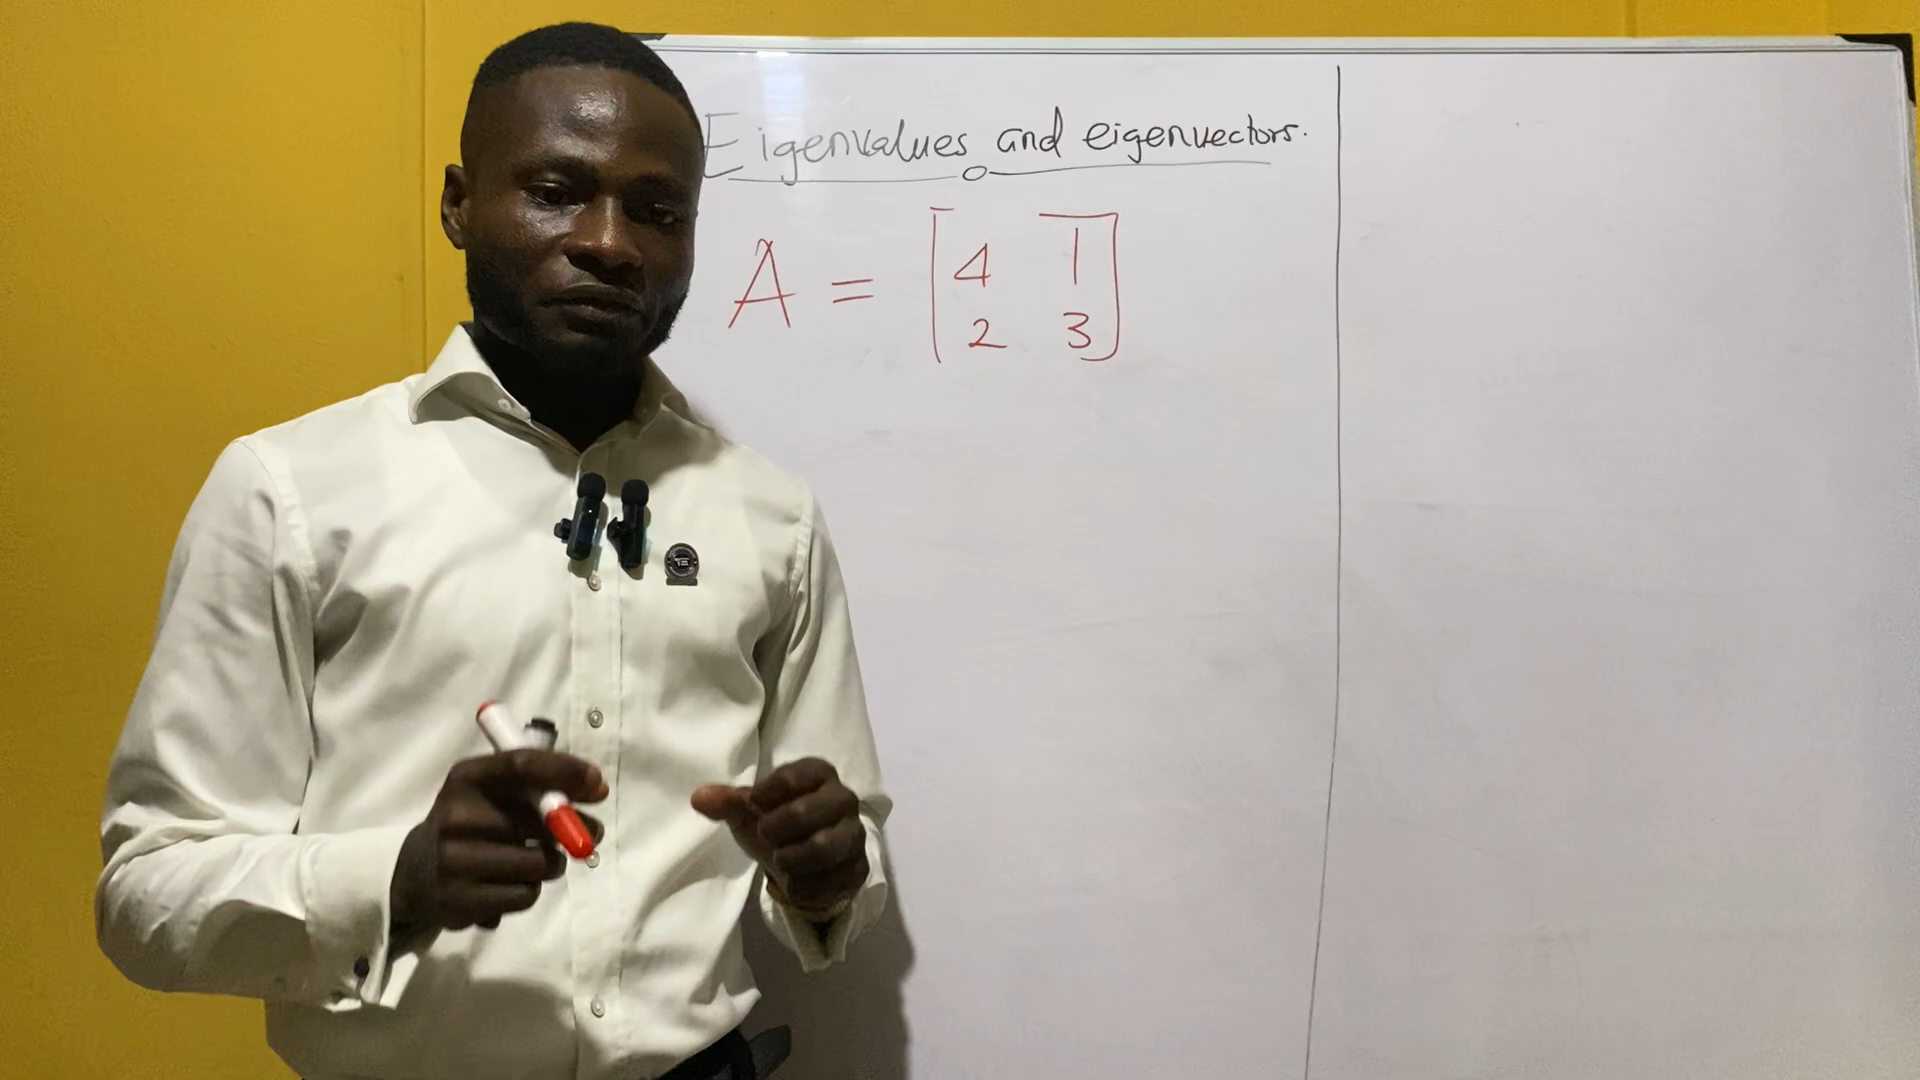 Eigenvalues and eigenvectors.
A = [4 1
2 3]